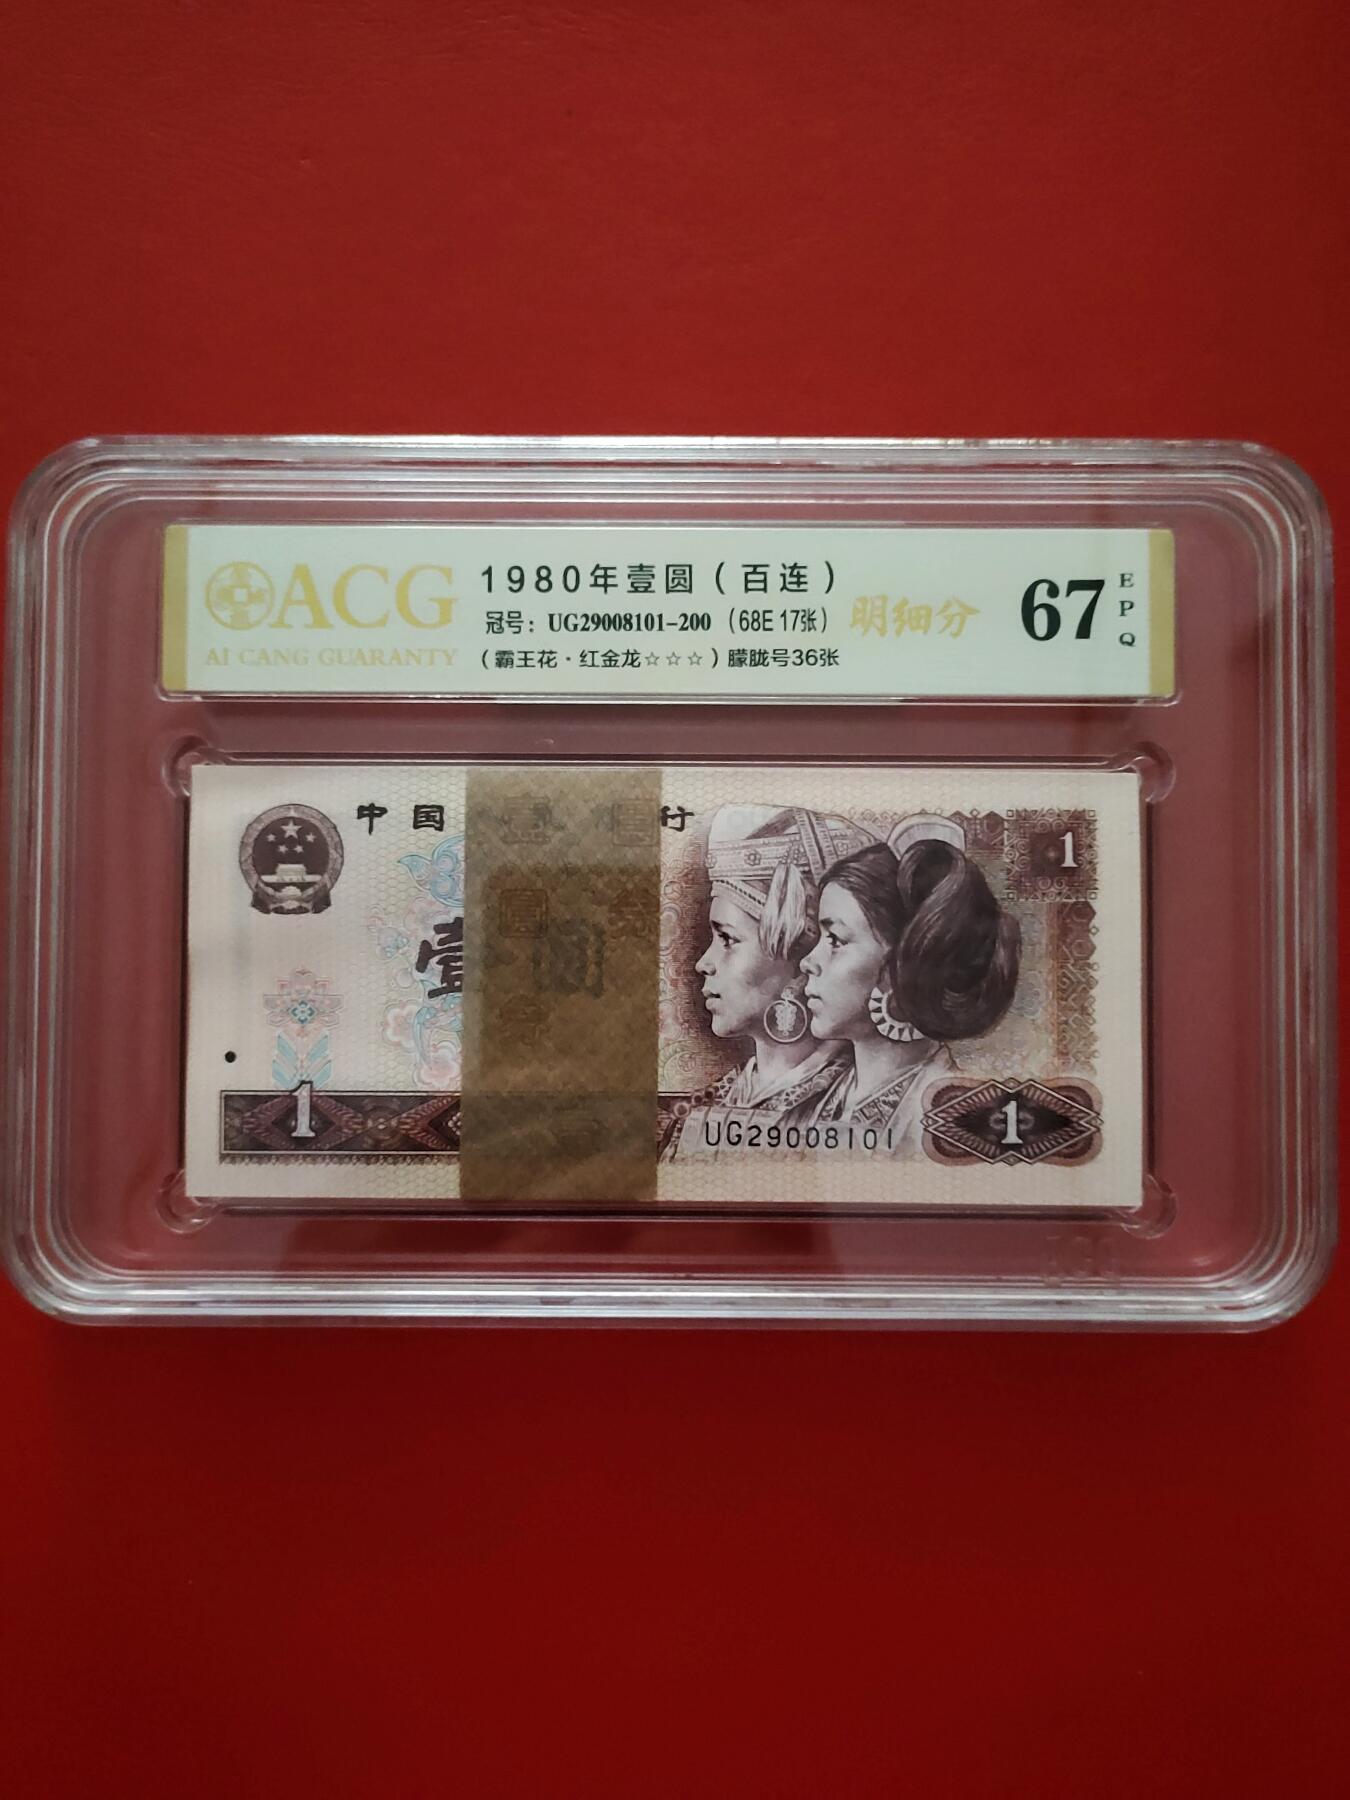 ACG
AI CANG GUARANTY
1980年壹圆（百连）
冠号：UG29008101-200（68E 17张）
（霸王花·红金龙☆☆☆）朦胧号36张
明细分
67
EPQ
中国 行
壹 圆
1
1
UG29008101
1